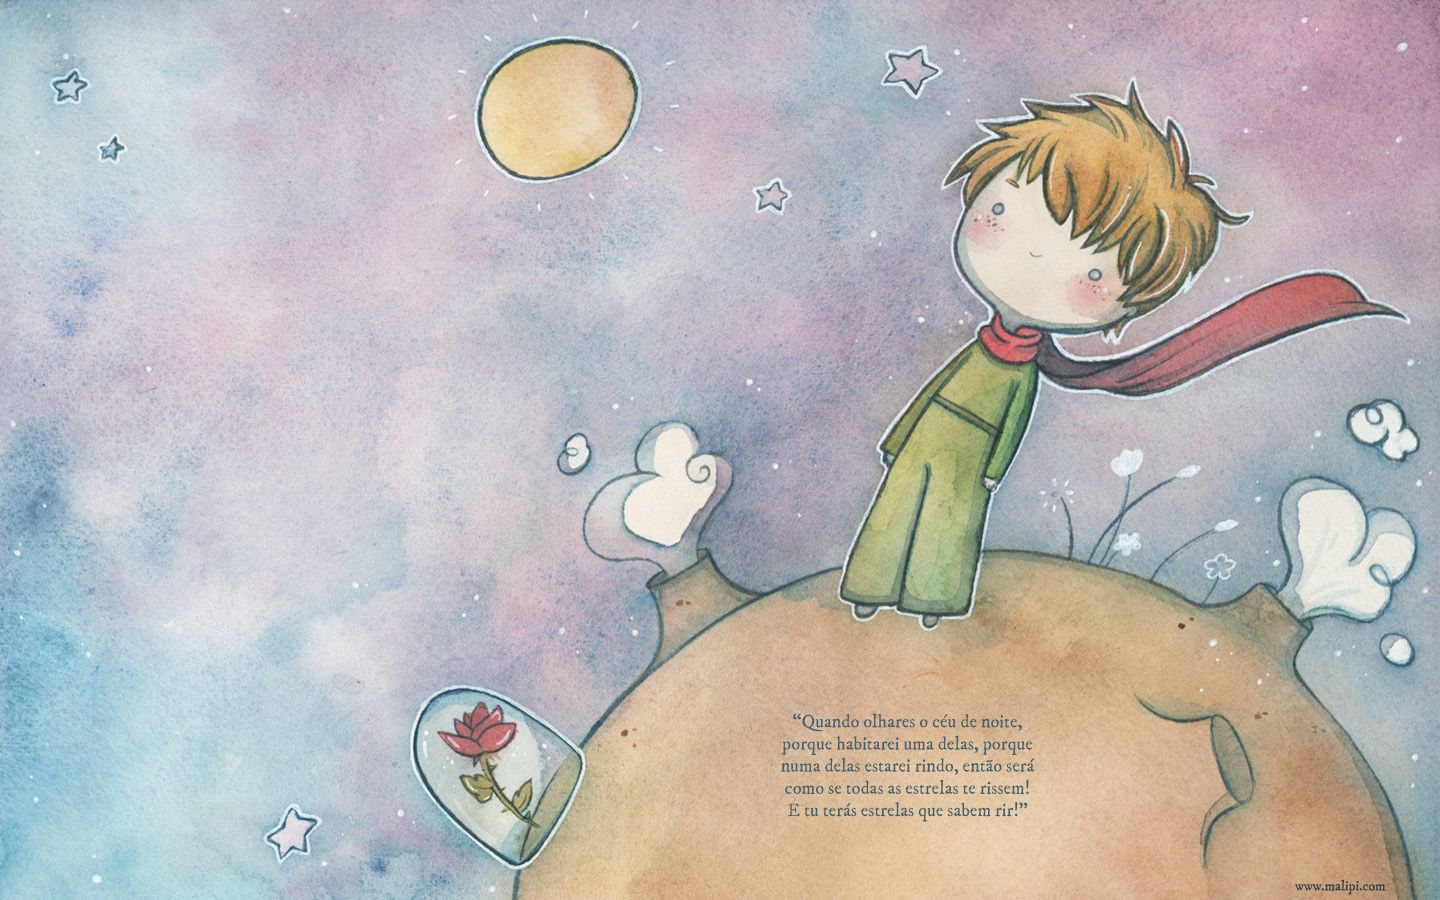 “Quando olhares o céu de noite,
porque habitarei uma delas, porque
numa delas estarei rindo, então será
como se todas as estrelas te rissem!
E tu terás estrelas que sabem rir!”
www.malipi.com